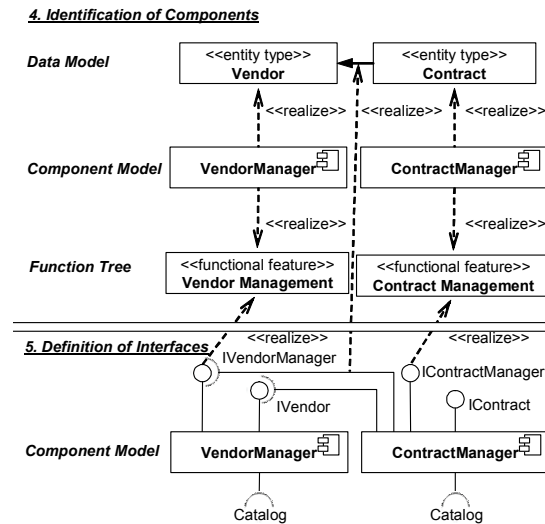 4. Identification of Components
Data Model
<<entity type>>
Vendor
<<entity type>>
Contract
<<realize>>
<<realize>>
<<realize>>
Component Model
VendorManager
ContractManager
<<realize>>
<<realize>>
Function Tree
<<functional feature>>
Vendor Management
<<functional feature>>
Contract Management
5. Definition of Interfaces
<<realize>>
<<realize>>
IVendorManager
IContractManager
IVendor
IContract
Component Model
VendorManager
ContractManager
Catalog
Catalog